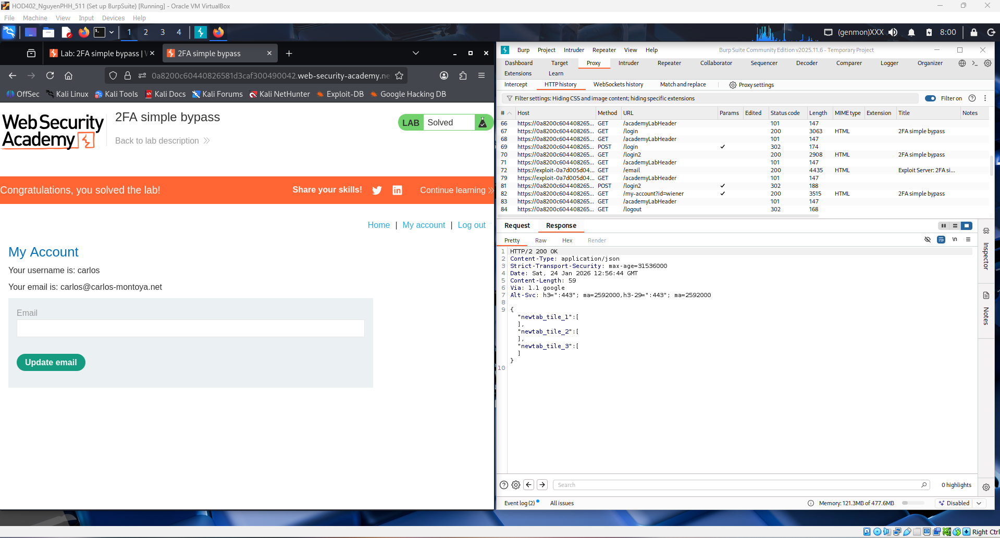 HOD402_NguyenPHH_511 (Set up BurpSuite) [Running] - Oracle VM VirtualBox
File Machine View Input Devices Help
1 2 3 4 (genmon)XXX 8:00
Lab: 2FA simple bypass | 2FA simple bypass
0a8200c60440826581d3caf300490042.web-security-academy.ne
OffSec Kali Linux Kali Tools Kali Docs Kali Forums Kali NetHunter Exploit-DB Google Hacking DB
WebSecurity
Academy
2FA simple bypass
Back to lab description
LAB Solved
Congratulations, you solved the lab!
Share your skills!
Continue learning
Home | My account | Log out
My Account
Your username is: carlos
Your email is: carlos@carlos-montoya.net
Email
Update email
Burp Project Intruder Repeater View Help Burp Suite Community Edition v2025.11.6 - Temporary Project
Dashboard Target Proxy Intruder Repeater Collaborator Sequencer Decoder Comparer Logger Organizer
Extensions Learn
Intercept HTTP history WebSockets history Match and replace Proxy settings
Filter settings: Hiding CSS and image content; hiding specific extensions Filter on
# Host Method URL Params Edited Status code Length MIME type Extension Title Notes
66 https://0a8200c604408265... GET /academyLabHeader 101 147
67 https://0a8200c604408265... GET /login 200 3063 HTML 2FA simple bypass
68 https://0a8200c604408265... GET /academyLabHeader 101 147
69 https://0a8200c604408265... POST /login ✓ 302 174
70 https://0a8200c604408265... GET /login2 200 2908 HTML 2FA simple bypass
71 https://0a8200c604408265... GET /academyLabHeader 101 147
72 https://exploit-0a7d005d04... GET /email 200 4435 HTML Exploit Server: 2FA si...
79 https://exploit-0a7d005d04... GET /academyLabHeader 101 147
81 https://0a8200c604408265... POST /login2 ✓ 302 188
82 https://0a8200c604408265... GET /my-account?id=wiener ✓ 200 3515 HTML 2FA simple bypass
83 https://0a8200c604408265... GET /academyLabHeader 101 147
84 https://0a8200c604408265... GET /logout 302 168
Request Response
Pretty Raw Hex Render \n
1 HTTP/2 200 OK
2 Content-Type: application/json
3 Strict-Transport-Security: max-age=31536000
4 Date: Sat, 24 Jan 2026 12:56:44 GMT
5 Content-Length: 59
6 Via: 1.1 google
7 Alt-Svc: h3=":443"; ma=2592000,h3-29=":443"; ma=2592000
8
9 {
"newtab_tile_1":[
],
"newtab_tile_2":[
],
"newtab_tile_3":[
]
}
10
Inspector
Notes
Search
0 highlights
Event log (2) All issues Memory: 121.3MB of 477.6MB Disabled
Right Ctrl